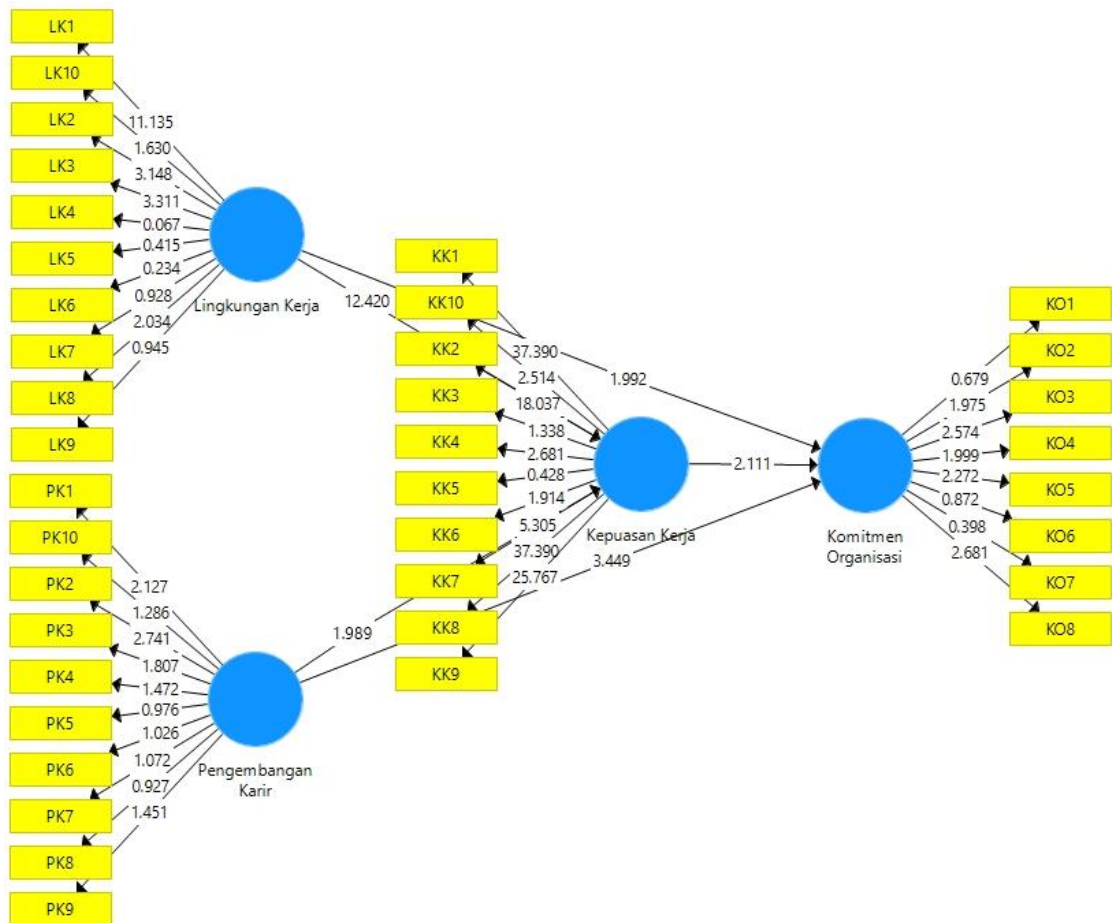 LK1
LK10
LK2
LK3
LK4
LK5
LK6
LK7
LK8
LK9
11.135
1.630
3.148
3.311
0.067
0.415
0.234
0.928
2.034
0.945
Lingkungan Kerja
PK1
PK10
PK2
PK3
PK4
PK5
PK6
PK7
PK8
PK9
2.127
1.286
2.741
1.807
1.472
0.976
1.026
1.072
0.927
1.451
Pengembangan
Karir
12.420
1.989
KK1
KK10
KK2
KK3
KK4
KK5
KK6
KK7
KK8
KK9
37.390
2.514
18.037
1.338
2.681
0.428
1.914
5.305
37.390
25.767
Kepuasan Kerja
1.992
2.111
3.449
Komitmen
Organisasi
0.679
1.975
2.574
1.999
2.272
0.872
0.398
2.681
KO1
KO2
KO3
KO4
KO5
KO6
KO7
KO8